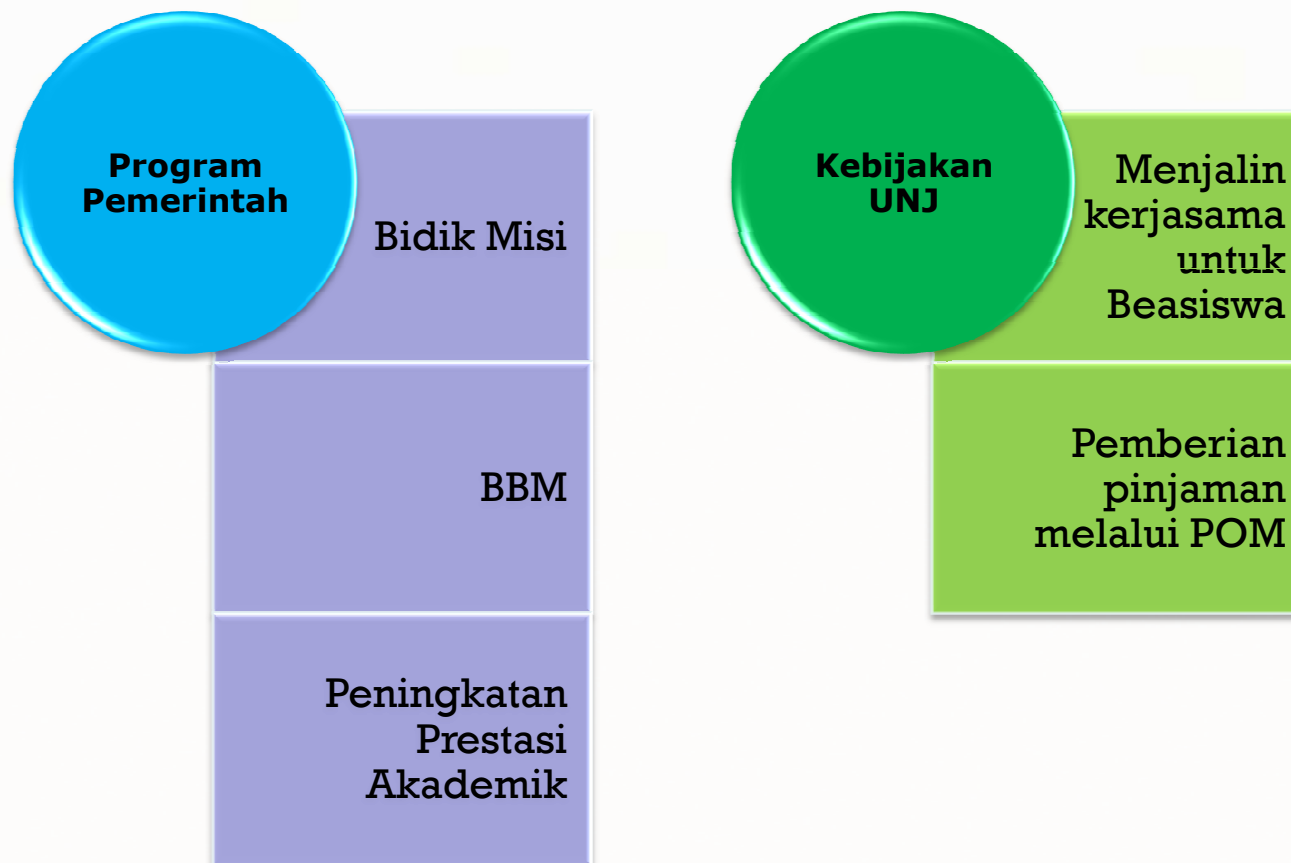 Program
Pemerintah
Bidik Misi
BBM
Peningkatan
Prestasi
Akademik
Kebijakan
UNJ
Menjalin
kerjasama
untuk
Beasiswa
Pemberian
pinjaman
melalui POM